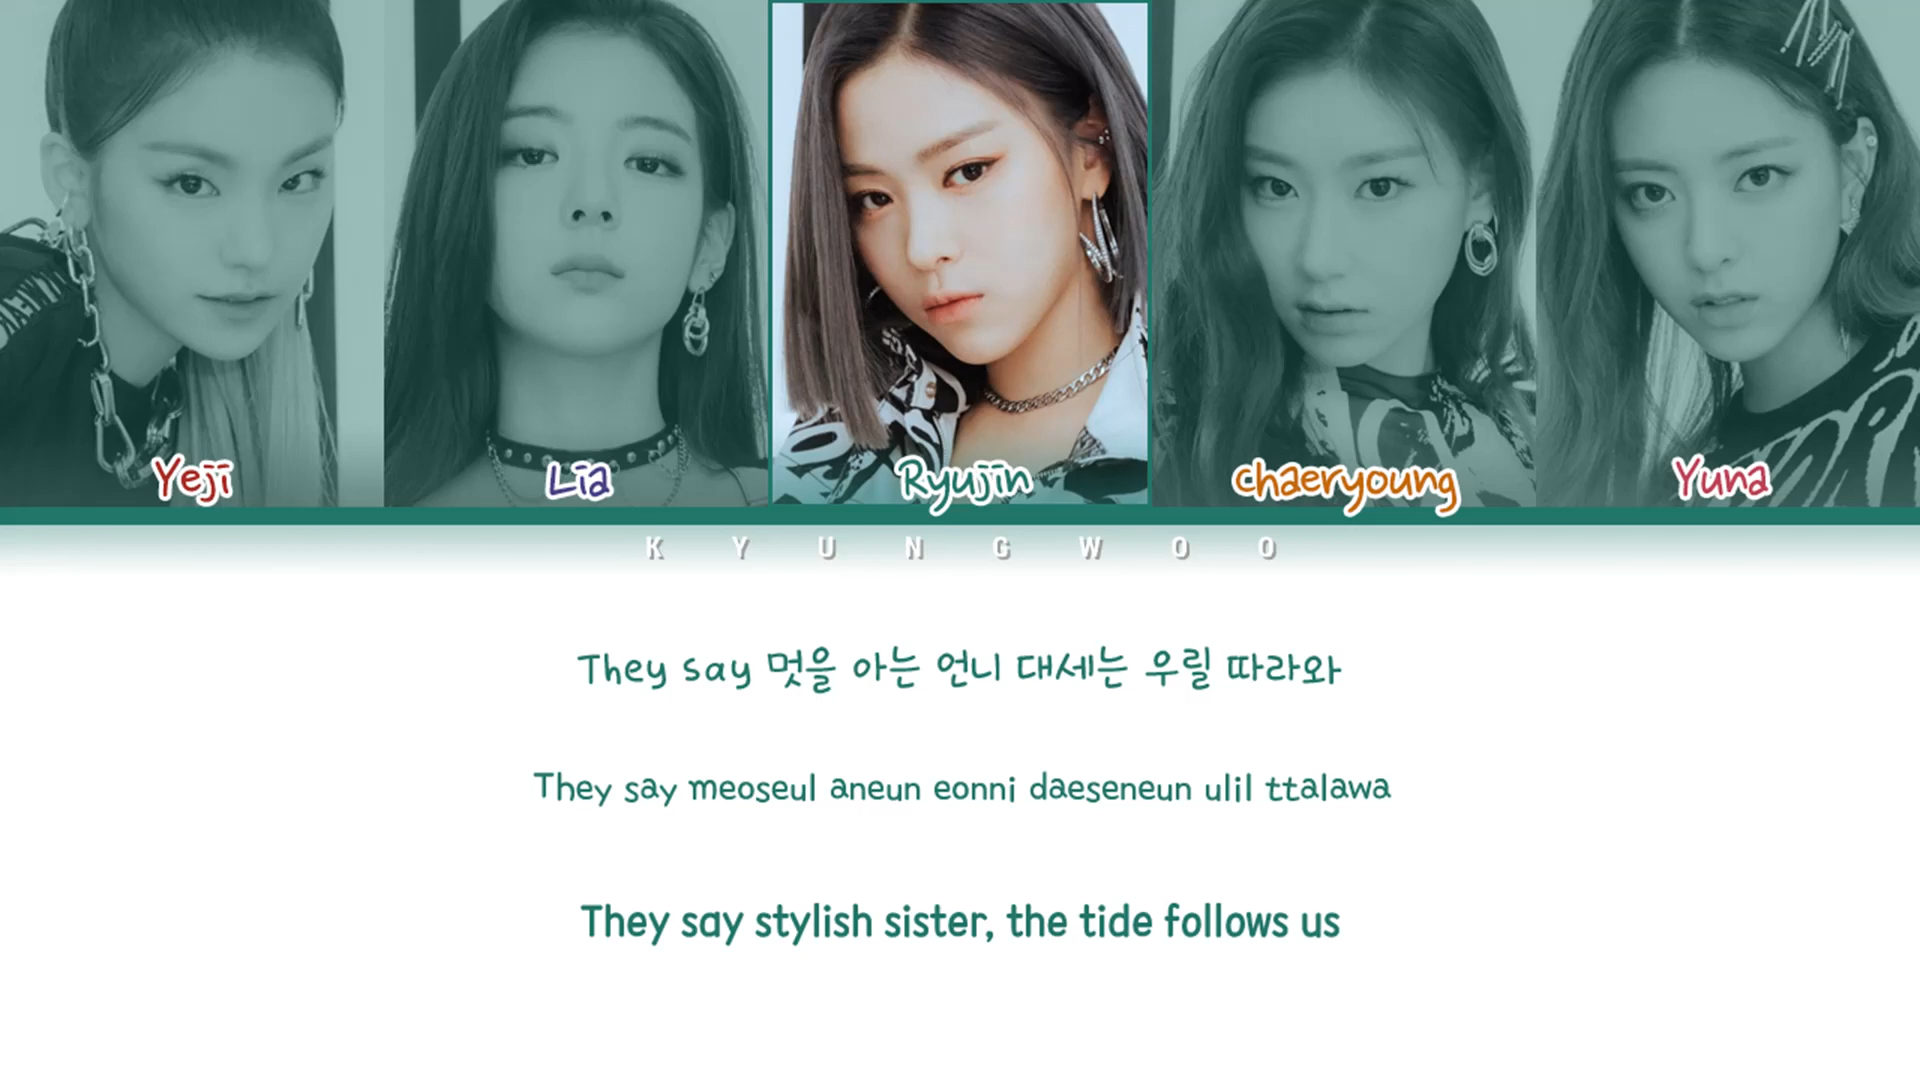 Yeji Lia Ryujin chaeryoung Yuna
KYUNGWOO
They say 멋을 아는 언니 대세는 우릴 따라와
They say meoseul aneun eonni daeseneun ulil ttalawa
They say stylish sister, the tide follows us